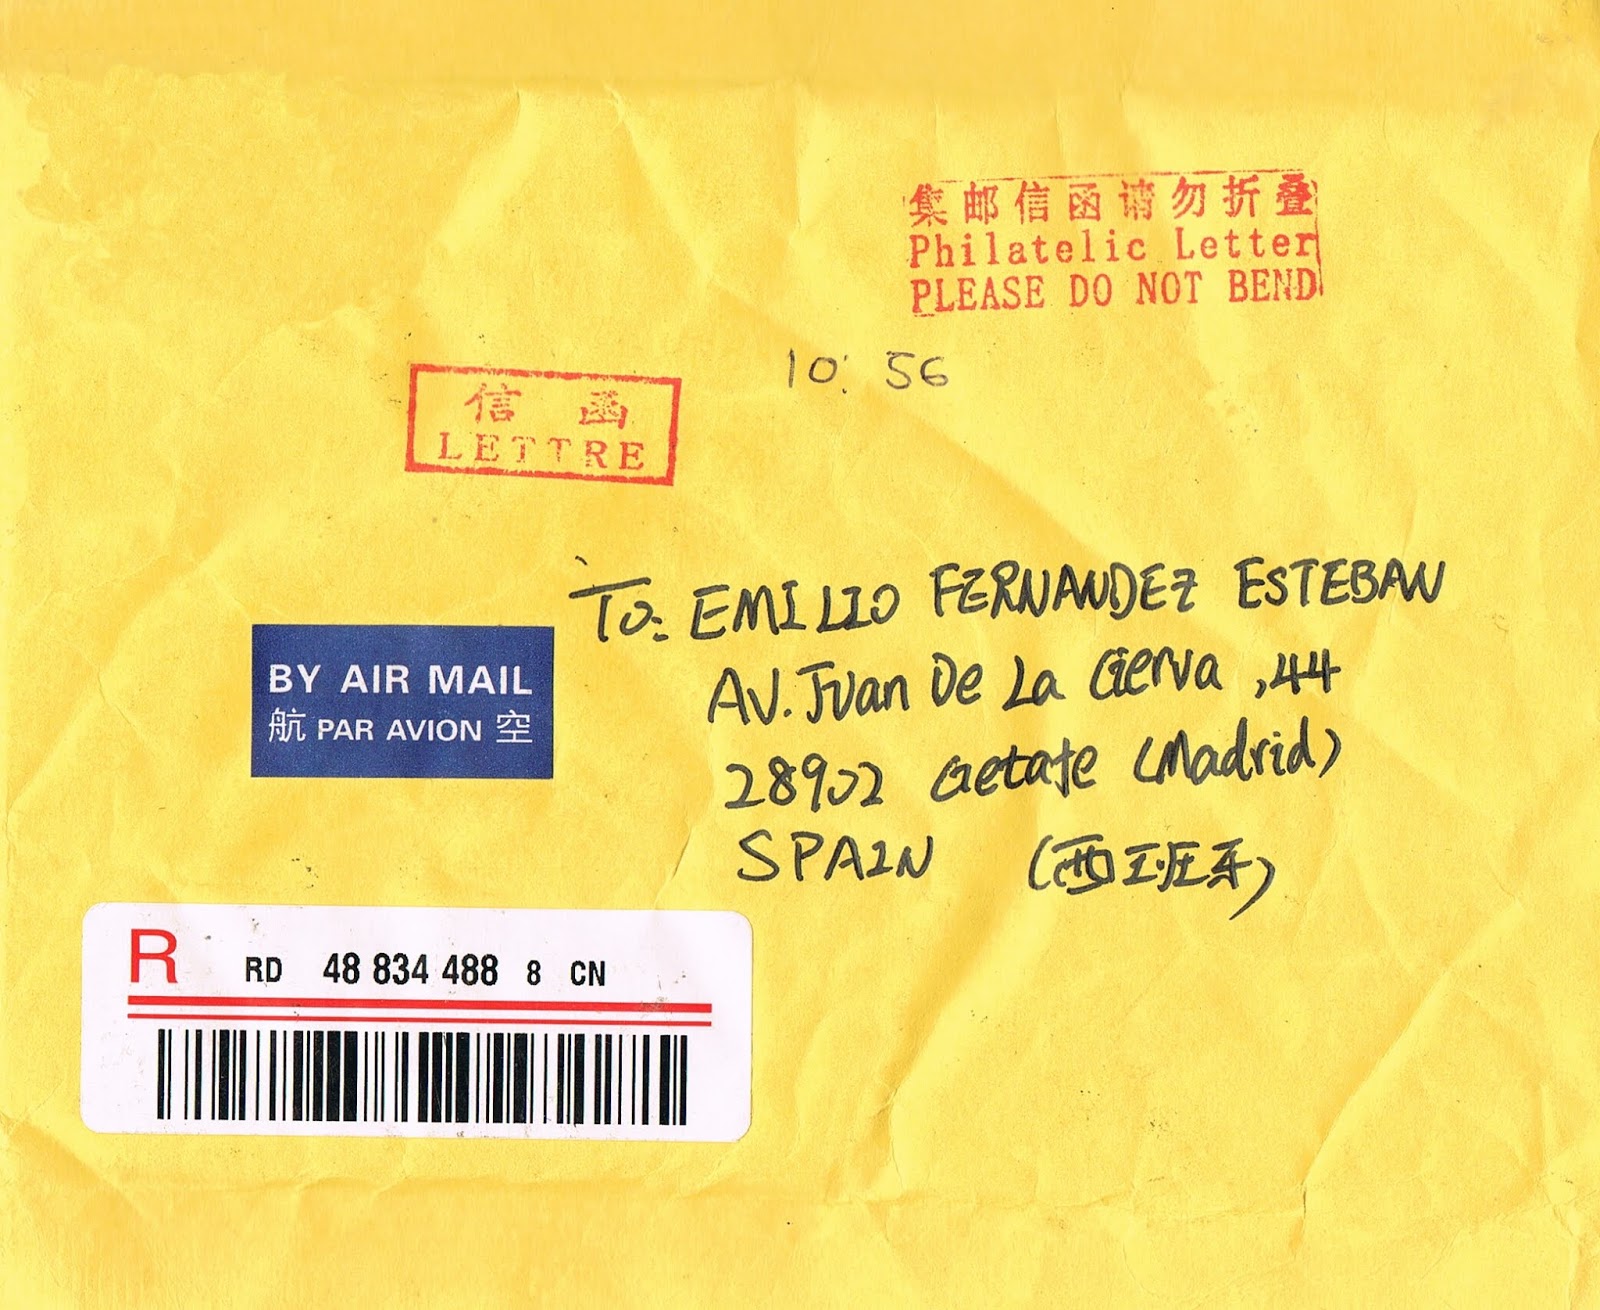 集邮信函请勿折叠
Philatelic Letter
PLEASE DO NOT BEND
10:56
信函
LETTRE
To: EMILIO FERNANDEZ ESTEBAN
AV. Juan De La Cierva ,44
28902 Getafe (Madrid)
SPAIN (西班牙)
BY AIR MAIL
航 PAR AVION 空
R RD 48 834 488 8 CN